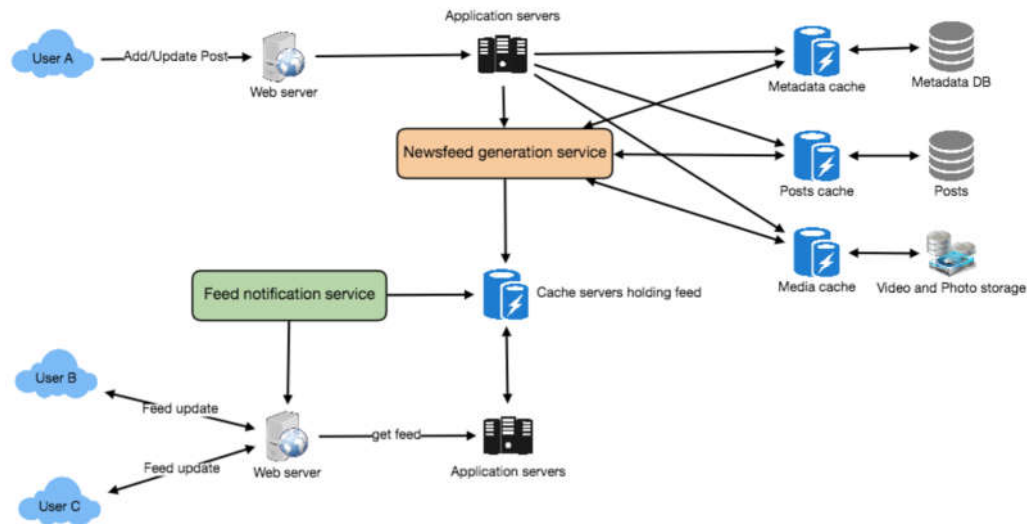 Application servers
User A
Add/Update Post
Web server
Metadata cache
Metadata DB
Newsfeed generation service
Posts cache
Posts
Feed notification service
Cache servers holding feed
Media cache
Video and Photo storage
User B
Feed update
get feed
Web server
Application servers
Feed update
User C